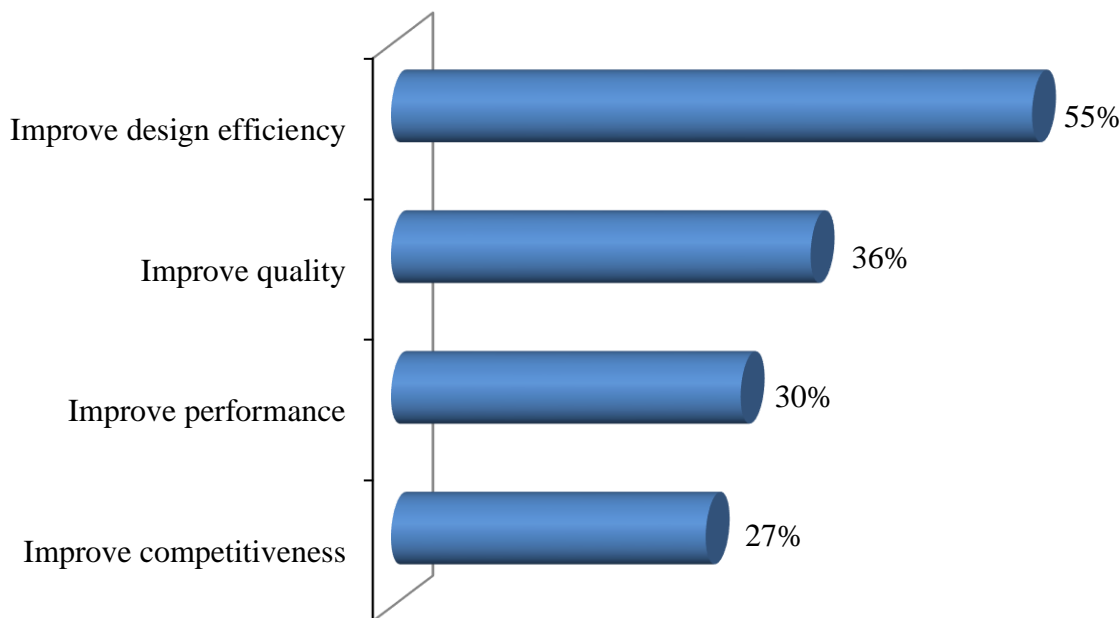 Improve design efficiency
55%
Improve quality
36%
Improve performance
30%
Improve competitiveness
27%